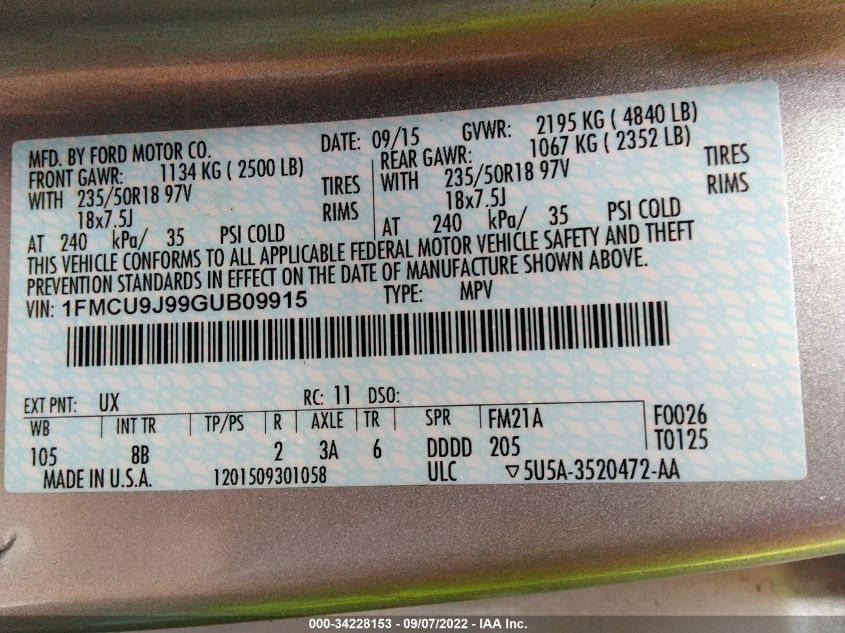 MFD. BY FORD MOTOR CO. DATE: 09/15 GVWR: 2195 KG ( 4840 LB)
FRONT GAWR: 1134 KG ( 2500 LB) REAR GAWR: 1067 KG ( 2352 LB)
WITH 235/50R18 97V TIRES WITH 235/50R18 97V TIRES
18x7.5J RIMS 18x7.5J RIMS
AT 240 kPa/ 35 PSI COLD AT 240 kPa/ 35 PSI COLD
THIS VEHICLE CONFORMS TO ALL APPLICABLE FEDERAL MOTOR VEHICLE SAFETY AND THEFT
PREVENTION STANDARDS IN EFFECT ON THE DATE OF MANUFACTURE SHOWN ABOVE.
VIN: 1FMCU9J99GUB09915 TYPE: MPV
EXT PNT: UX RC: 11 DSO:
WB INT TR TP/PS R AXLE TR SPR FM21A F0026
105 8B 2 3A 6 DDDD 205 T0125
MADE IN U.S.A. 1201509301058 ULC ▽5U5A-3520472-AA
000-34228153 - 09/07/2022 - IAA Inc.